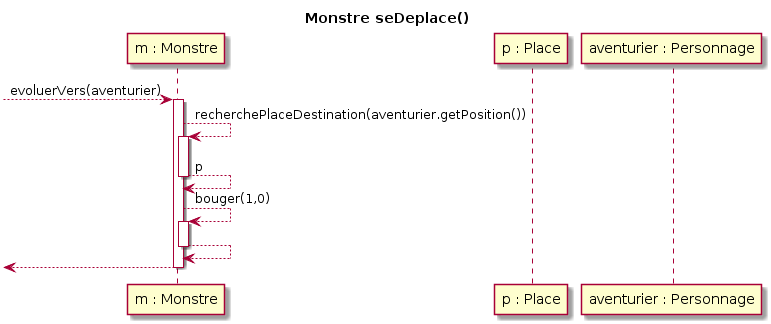 Monstre seDeplace()
m : Monstre
p : Place
aventurier : Personnage
evoluerVers(aventurier)
recherchePlaceDestination(aventurier.getPosition())
p
bouger(1,0)
m : Monstre
p : Place
aventurier : Personnage